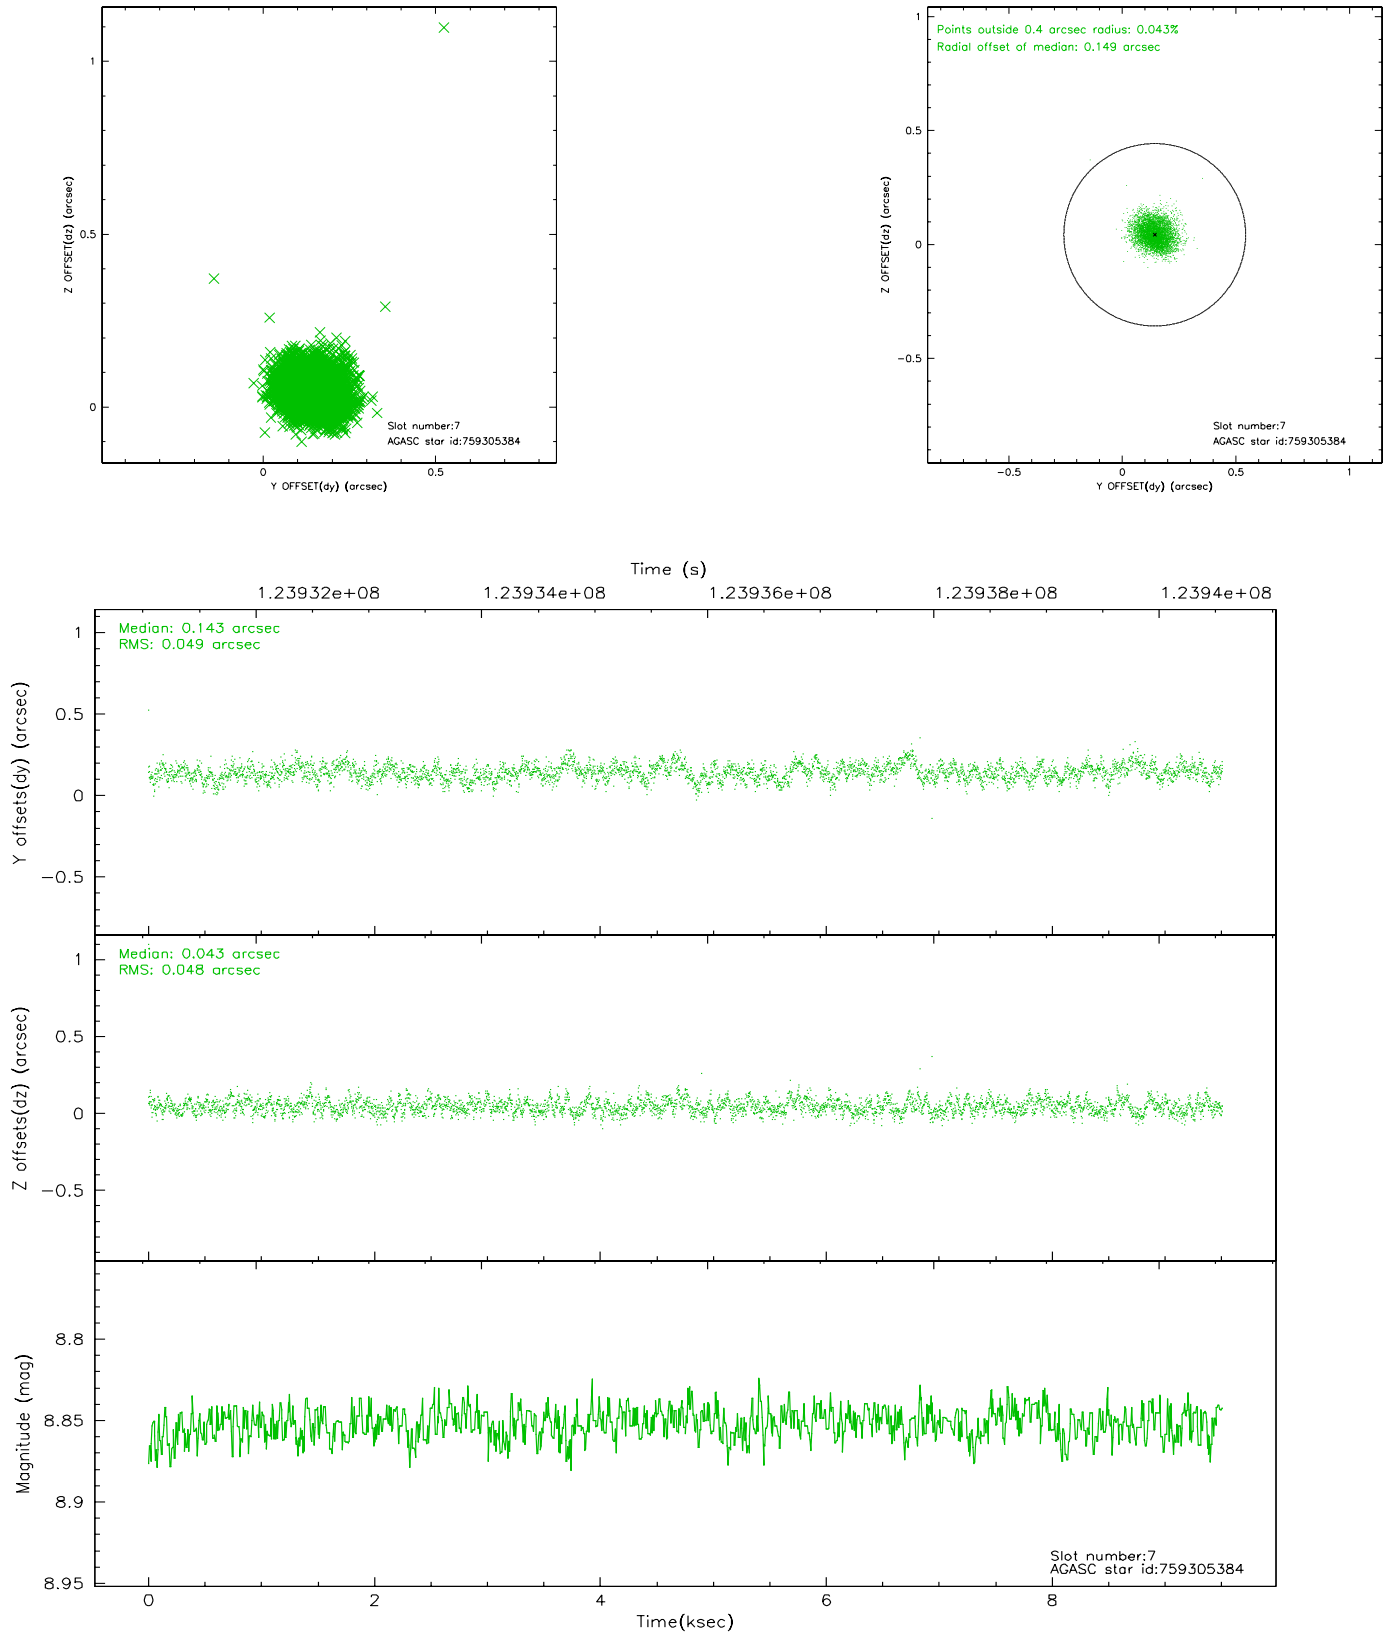 1
0.5
0
Z OFFSET(dz) (arcsec)
0
0.5
Y OFFSET(dy) (arcsec)
Slot number:7
AGASC star id:759305384
Points outside 0.4 arcsec radius: 0.043%
Radial offset of median: 0.149 arcsec
1
0.5
0
−0.5
Z OFFSET(dz) (arcsec)
−0.5
0
0.5
1
Y OFFSET(dy) (arcsec)
Slot number:7
AGASC star id:759305384
Time (s)
1.23932e+08
1.23934e+08
1.23936e+08
1.23938e+08
1.2394e+08
Median: 0.143 arcsec
RMS: 0.049 arcsec
1
0.5
0
−0.5
Y offsets(dy) (arcsec)
Median: 0.043 arcsec
RMS: 0.048 arcsec
1
0.5
0
−0.5
Z offsets(dz) (arcsec)
8.8
8.85
8.9
8.95
Magnitude (mag)
Slot number:7
AGASC star id:759305384
0
2
4
6
8
Time(ksec)